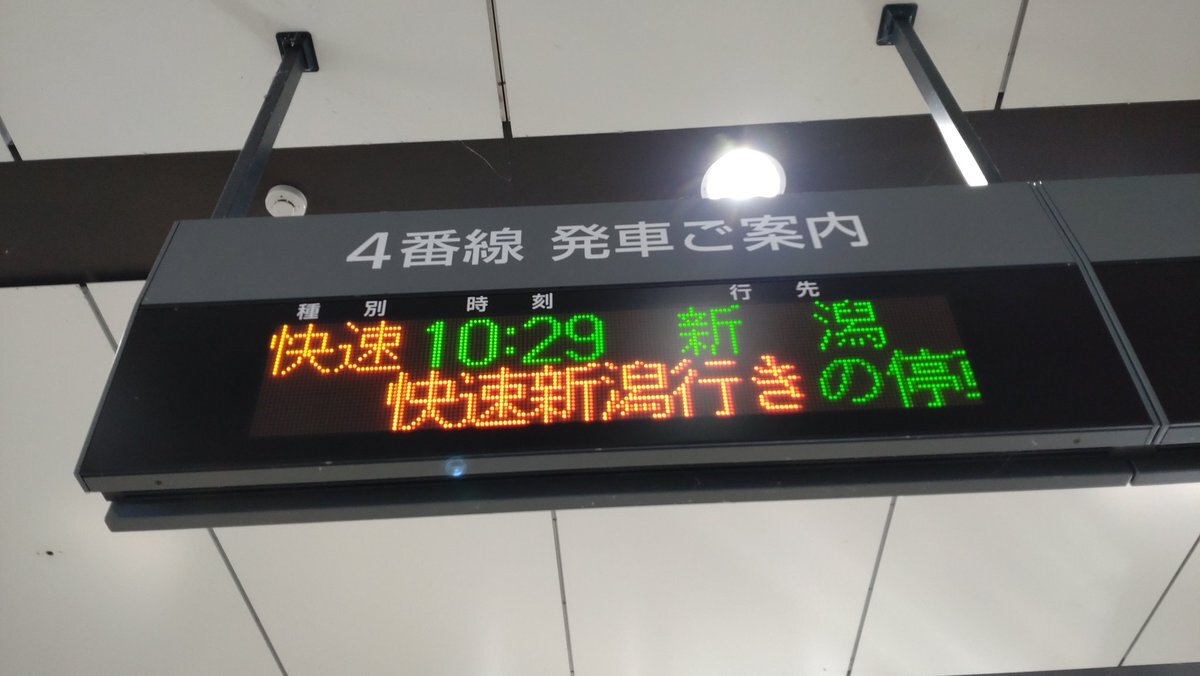 4番線 発車ご案内
種別 時刻 行先
快速 10:29 新潟
快速新潟行き の停